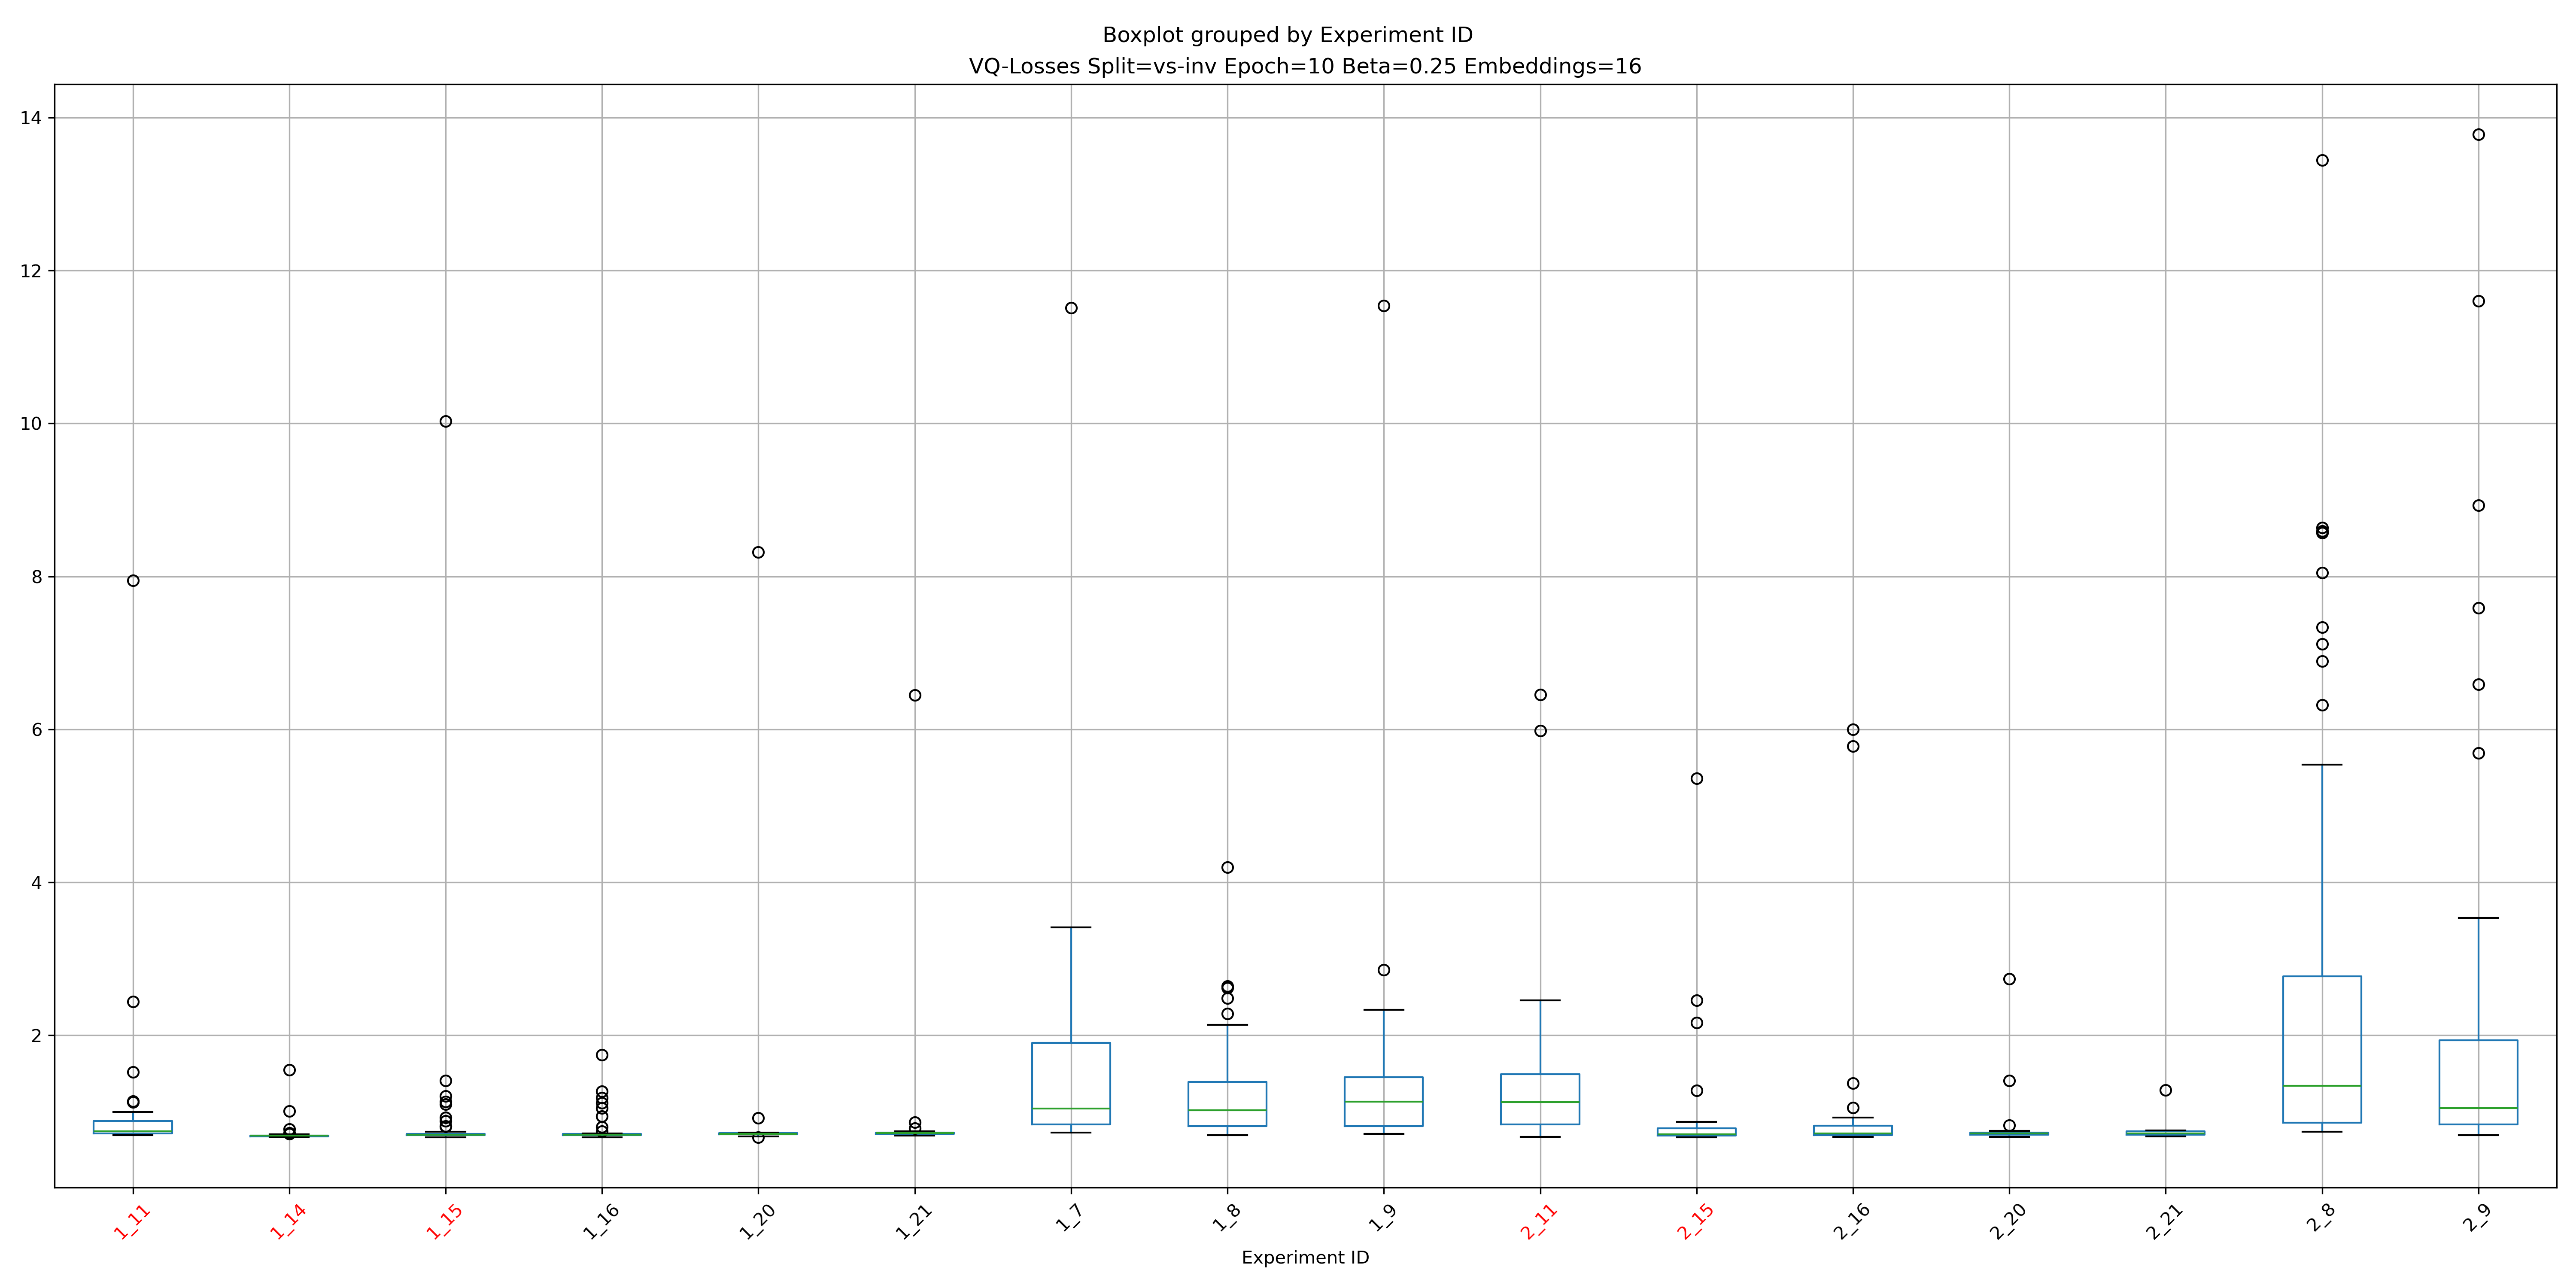 Boxplot grouped by Experiment ID
VQ-Losses Split=vs-inv Epoch=10 Beta=0.25 Embeddings=16
14
12
10
8
6
4
2
1_11 1_14 1_15 1_16 1_20 1_21 1_7 1_8 1_9 2_11 2_15 2_16 2_20 2_21 2_8 2_9
Experiment ID